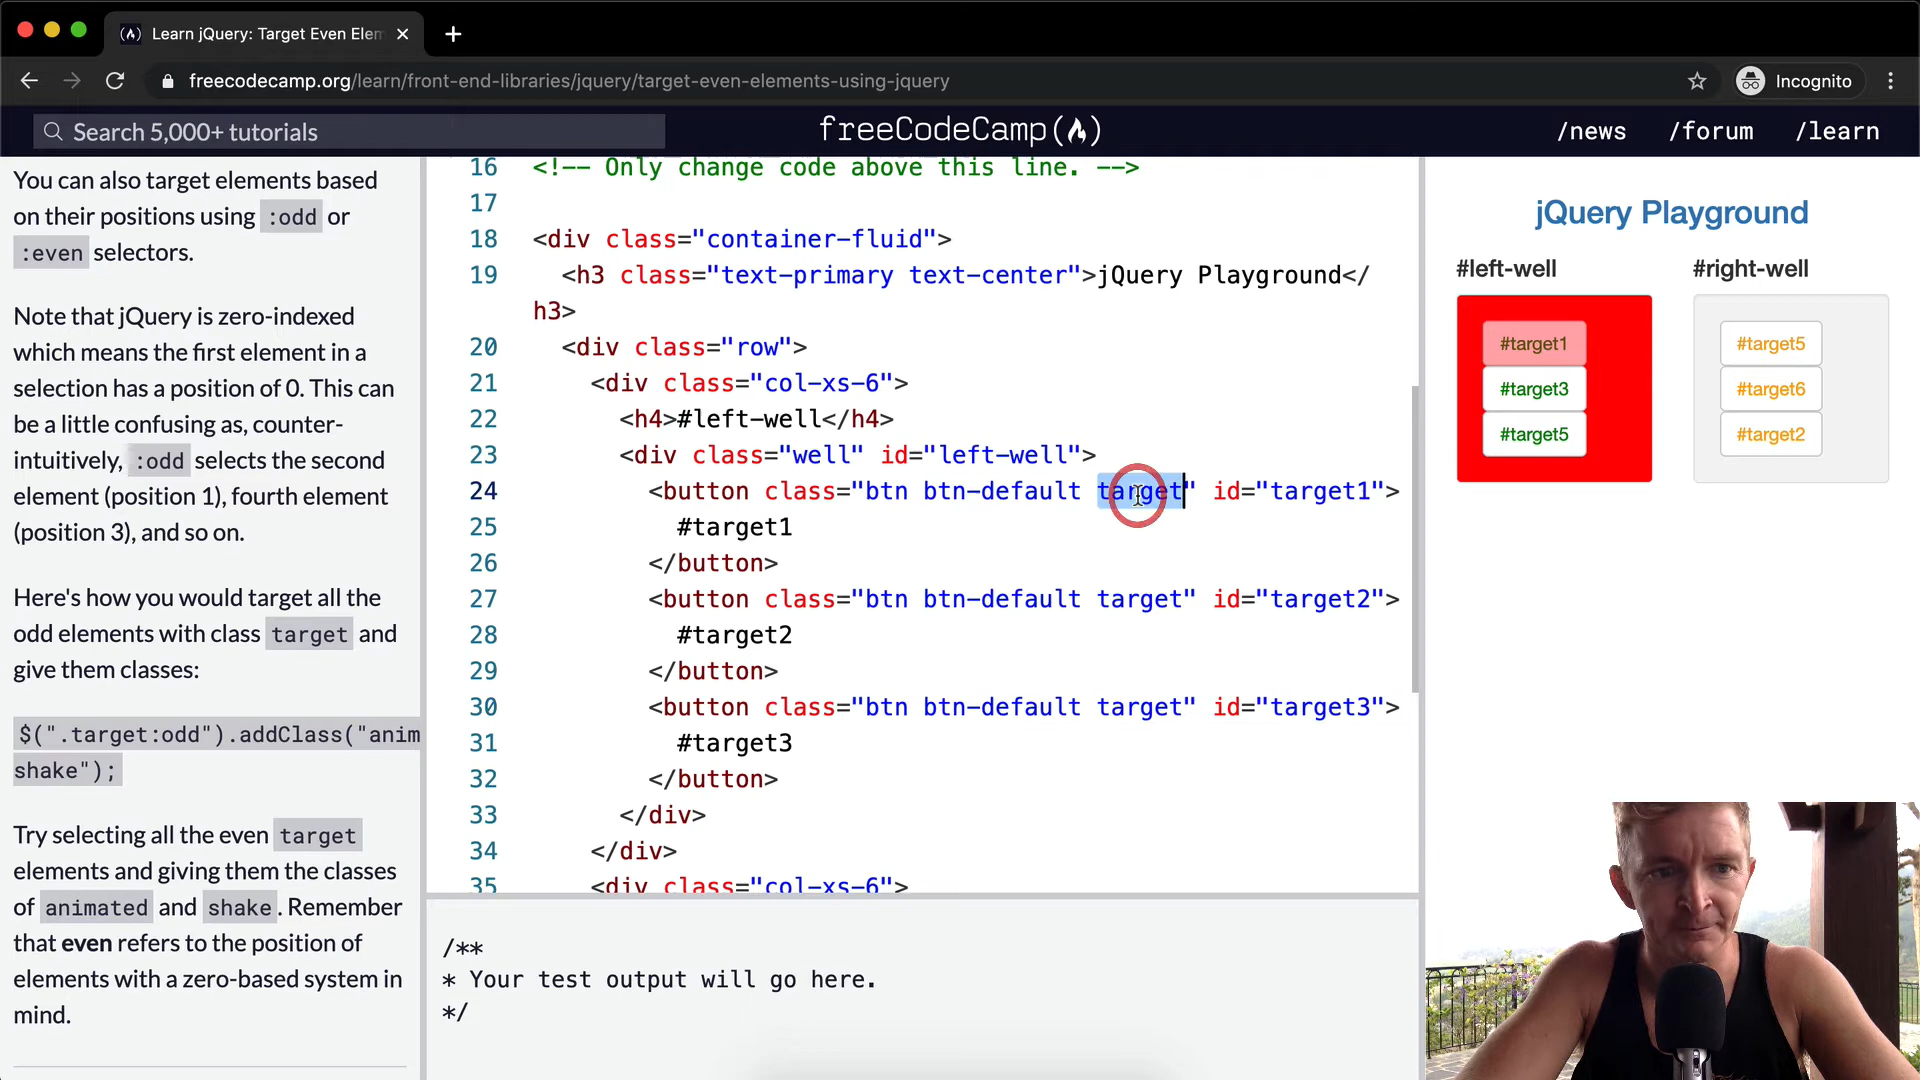 Learn jQuery: Target Even Elem
freecodecamp.org/learn/front-end-libraries/jquery/target-even-elements-using-jquery
Incognito
Search 5,000+ tutorials
freeCodeCamp
/news
/forum
/learn
You can also target elements based
on their positions using :odd or
:even selectors.
Note that jQuery is zero-indexed
which means the first element in a
selection has a position of 0. This can
be a little confusing as, counter-
intuitively, :odd selects the second
element (position 1), fourth element
(position 3), and so on.
Here's how you would target all the
odd elements with class target and
give them classes:
$(".target:odd").addClass("anim
shake");
Try selecting all the even target
elements and giving them the classes
of animated and shake. Remember
that even refers to the position of
elements with a zero-based system in
mind.
16 <!-- Only change code above this line. -->
17
18 <div class="container-fluid">
19 <h3 class="text-primary text-center">jQuery Playground</
h3>
20 <div class="row">
21 <div class="col-xs-6">
22 <h4>#left-well</h4>
23 <div class="well" id="left-well">
24 <button class="btn btn-default target" id="target1">
25 #target1
26 </button>
27 <button class="btn btn-default target" id="target2">
28 #target2
29 </button>
30 <button class="btn btn-default target" id="target3">
31 #target3
32 </button>
33 </div>
34 </div>
35 <div class="col-xs-6">
/**
* Your test output will go here.
*/
jQuery Playground
#left-well
#target1
#target3
#target5
#right-well
#target5
#target6
#target2